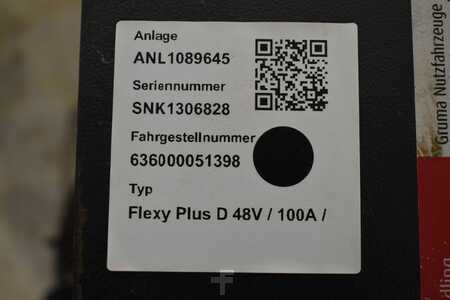 Anlage
ANL1089645
Seriennummer
SNK1306828
Fahrgestellnummer
636000051398
Typ
Flexy Plus D 48V / 100A /
Gruma Nutzfahrzeuge